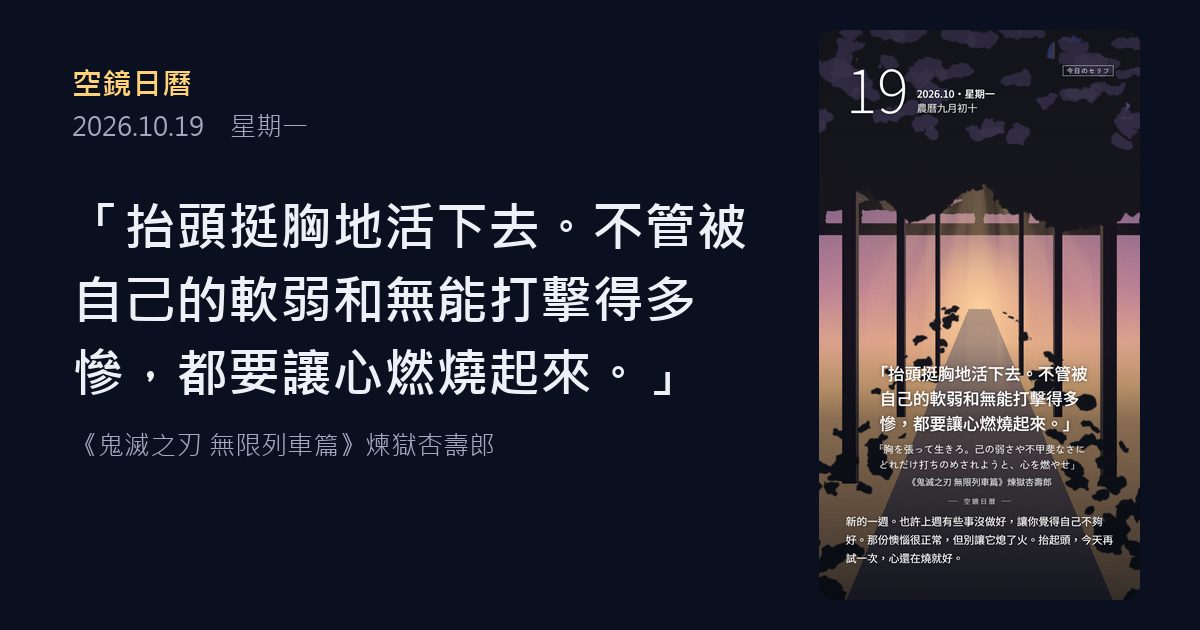 空鏡日曆
2026.10.19 星期一
「抬頭挺胸地活下去。不管被
自己的軟弱和無能打擊得多
慘，都要讓心燃燒起來。」
《鬼滅之刃 無限列車篇》煉獄杏壽郎
19
2026.10・星期一
農曆九月初十
今日のセリフ
「抬頭挺胸地活下去。不管被
自己的軟弱和無能打擊得多
慘，都要讓心燃燒起來。」
「胸を張って生きろ。己の弱さや不甲斐なさに
どれだけ打ちのめされようと、心を燃やせ」
《鬼滅之刃 無限列車篇》煉獄杏壽郎
空鏡日曆
新的一週。也許上週有些事沒做好，讓你覺得自己不夠
好。那份懊惱很正常，但別讓它熄了火。抬起頭，今天再
試一次，心還在燒就好。